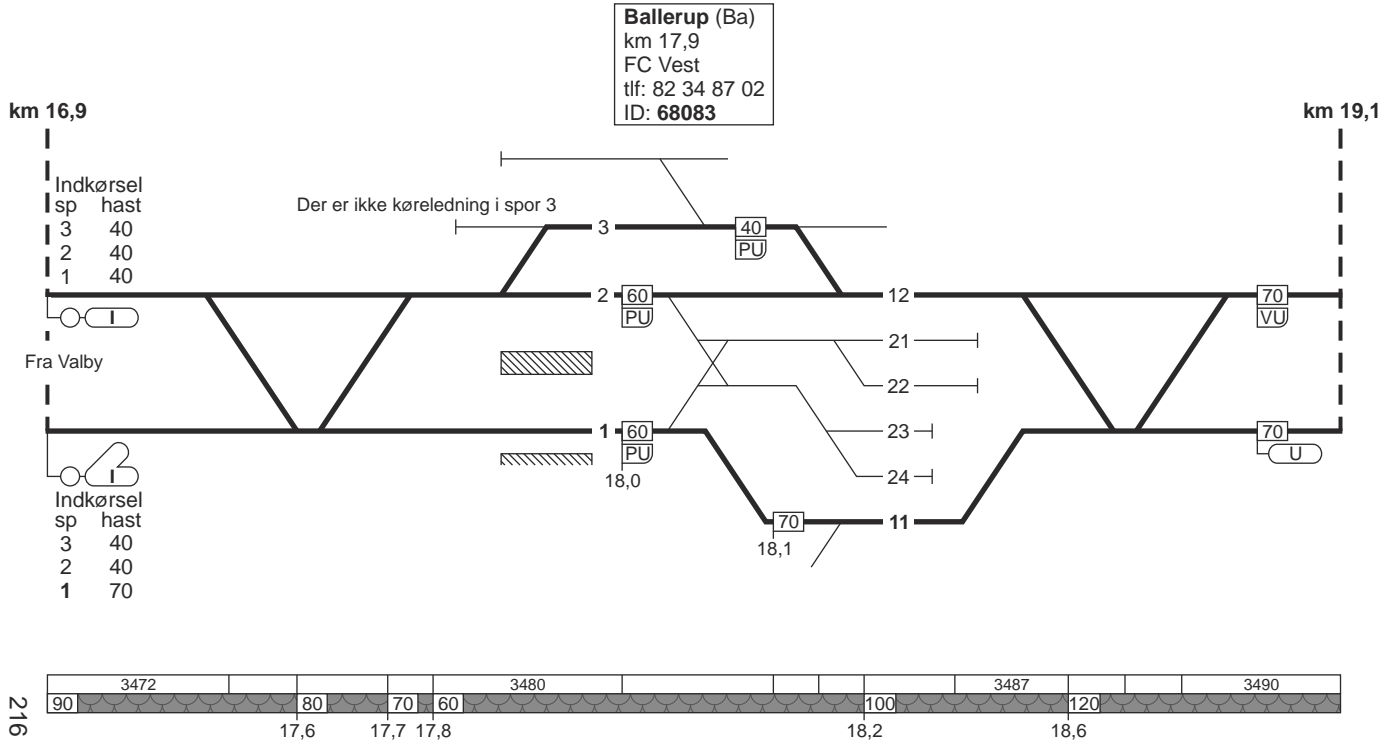 Ballerup (Ba)
km 17,9
FC Vest
tlf: 82 34 87 02
ID: 68083
km 16,9
km 19,1
Indkørsel
sp hast
3 40
2 40
1 40
Der er ikke køreledning i spor 3
3
40
PU
2
60
PU
12
70
VU
I
Fra Valby
21
22
1
60
PU
23
70
U
I
24
18,0
Indkørsel
sp hast
3 40
2 40
1 70
70
11
18,1
3472 3480 3487 3490
90 80 70 60 100 120
17,6 17,7 17,8 18,2 18,6
216